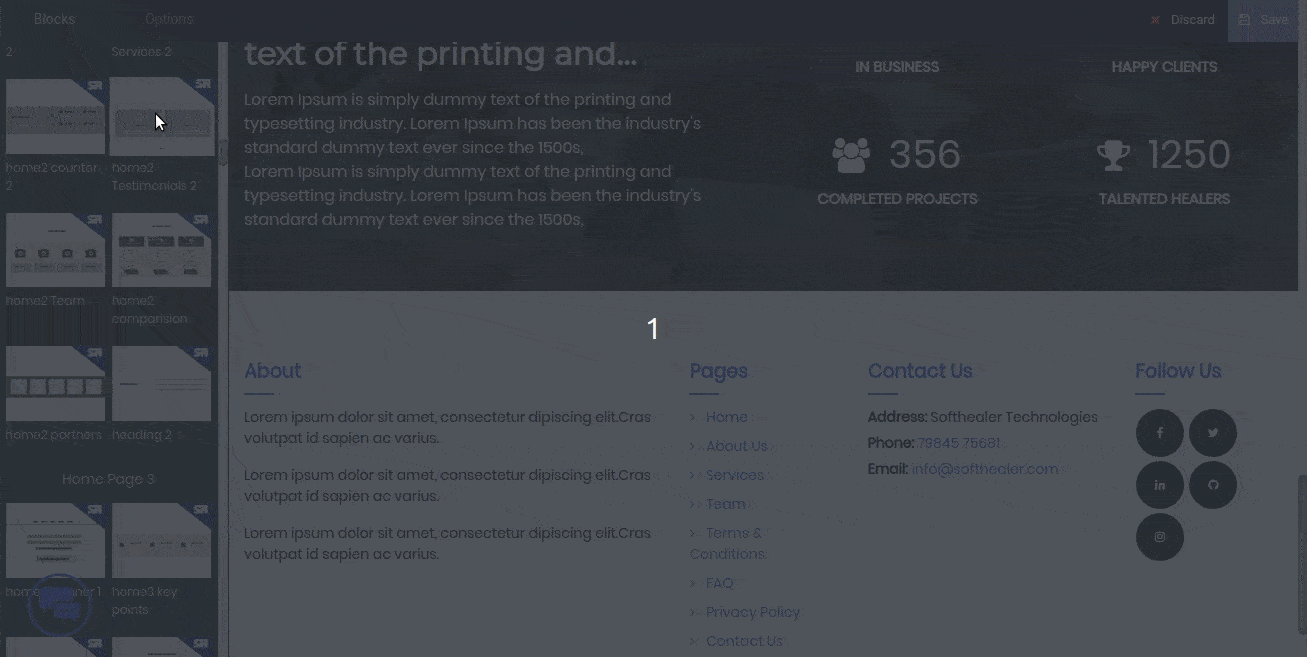 Blocks
Options
Discard
Save
2
Services 2
home2 counter 2
home2 Testimonials 2
home2 Team
home2 comparision
home2 partners
heading 2
Home Page 3
home3 key points
text of the printing and...
Lorem Ipsum is simply dummy text of the printing and
typesetting industry. Lorem Ipsum has been the industry's
standard dummy text ever since the 1500s,
Lorem Ipsum is simply dummy text of the printing and
typesetting industry. Lorem Ipsum has been the industry's
standard dummy text ever since the 1500s,
IN BUSINESS
HAPPY CLIENTS
356
1250
COMPLETED PROJECTS
TALENTED HEALERS
1
About
Lorem ipsum dolor sit amet, consectetur dipiscing elit.Cras
volutpat id sapien ac varius.
Lorem ipsum dolor sit amet, consectetur dipiscing elit.Cras
volutpat id sapien ac varius.
Lorem ipsum dolor sit amet, consectetur dipiscing elit.Cras
volutpat id sapien ac varius.
Pages
Home
About Us
Services
Team
Terms &
Conditions
FAQ
Privacy Policy
Contact Us
Contact Us
Address: Softhealer Technologies
Phone: 79845 75681
Email: info@softhealer.com
Follow Us